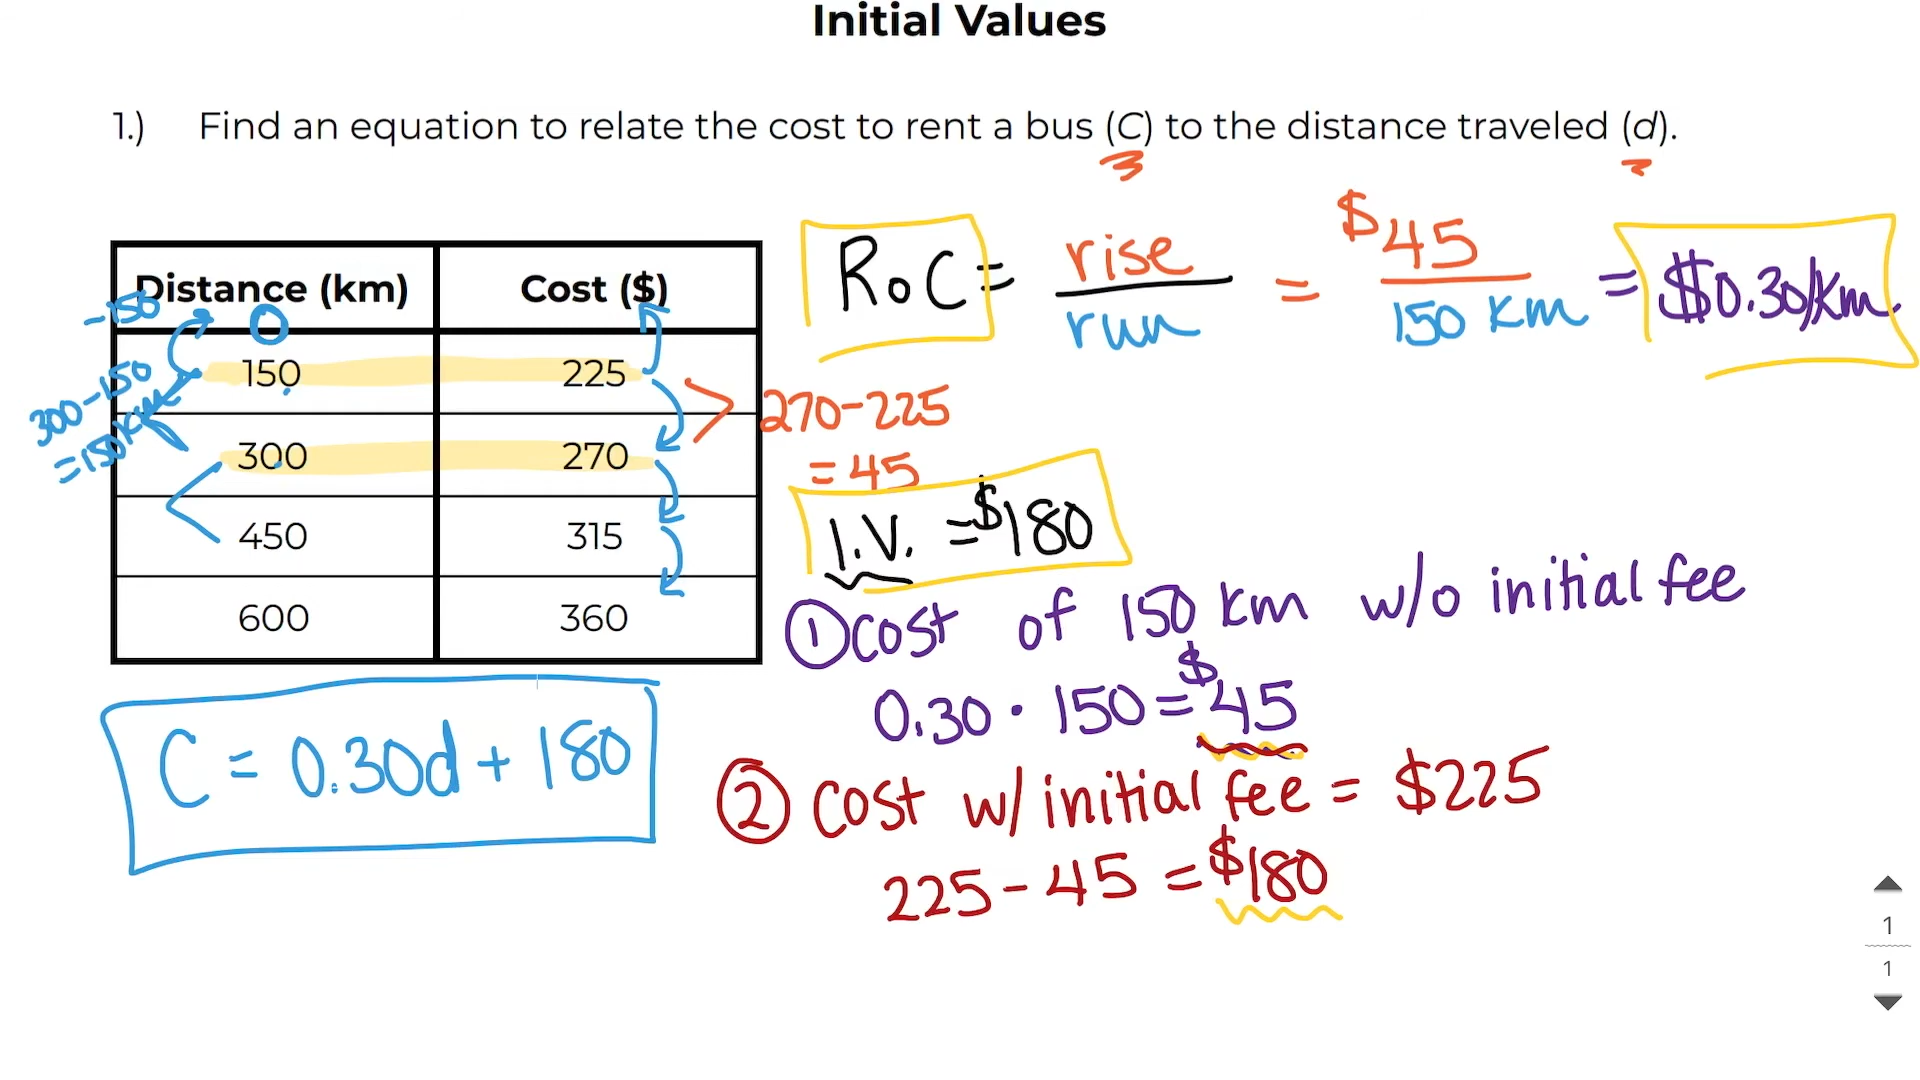 Initial Values
1.) Find an equation to relate the cost to rent a bus (C) to the distance traveled (d).
RoC = rise / run = $45 / 150 km = $0.30/km
Distance (km) Cost ($)
-150
0
150 225
300-150
=150km
270-225
=45
300 270
I.V. = $180
450 315
600 360
① cost of 150 km w/o initial fee
0.30 · 150 = $45
C = 0.30d + 180
② cost w/ initial fee = $225
225 - 45 = $180
1
1